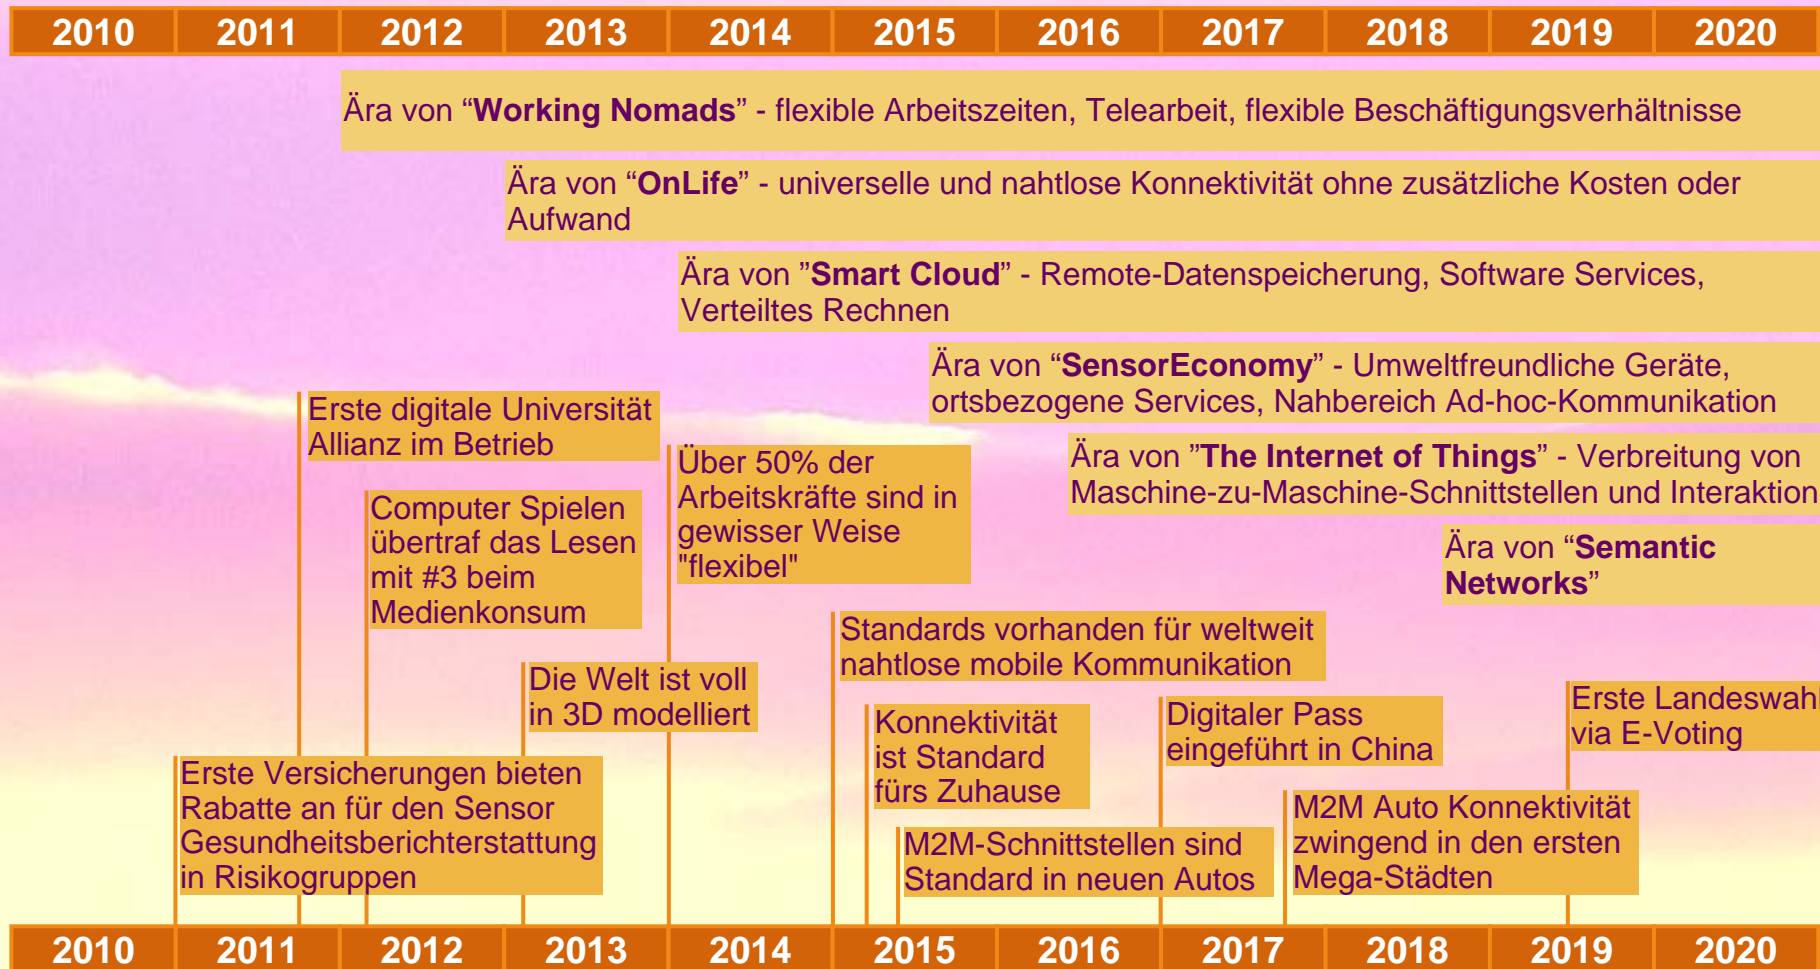 2010 2011 2012 2013 2014 2015 2016 2017 2018 2019 2020
Ära von “Working Nomads” - flexible Arbeitszeiten, Telearbeit, flexible Beschäftigungsverhältnisse
Ära von “OnLife” - universelle und nahtlose Konnektivität ohne zusätzliche Kosten oder
Aufwand
Ära von ”Smart Cloud” - Remote-Datenspeicherung, Software Services,
Verteiltes Rechnen
Ära von “SensorEconomy” - Umweltfreundliche Geräte,
ortsbezogene Services, Nahbereich Ad-hoc-Kommunikation
Erste digitale Universität
Allianz im Betrieb
Ära von ”The Internet of Things” - Verbreitung von
Maschine-zu-Maschine-Schnittstellen und Interaktion
Über 50% der
Arbeitskräfte sind in
gewisser Weise
"flexibel"
Computer Spielen
übertraf das Lesen
mit #3 beim
Medienkonsum
Ära von “Semantic
Networks”
Standards vorhanden für weltweit
nahtlose mobile Kommunikation
Die Welt ist voll
in 3D modelliert
Konnektivität
ist Standard
fürs Zuhause
Digitaler Pass
eingeführt in China
Erste Landeswahl
via E-Voting
Erste Versicherungen bieten
Rabatte an für den Sensor
Gesundheitsberichterstattung
in Risikogruppen
M2M-Schnittstellen sind
Standard in neuen Autos
M2M Auto Konnektivität
zwingend in den ersten
Mega-Städten
2010 2011 2012 2013 2014 2015 2016 2017 2018 2019 2020